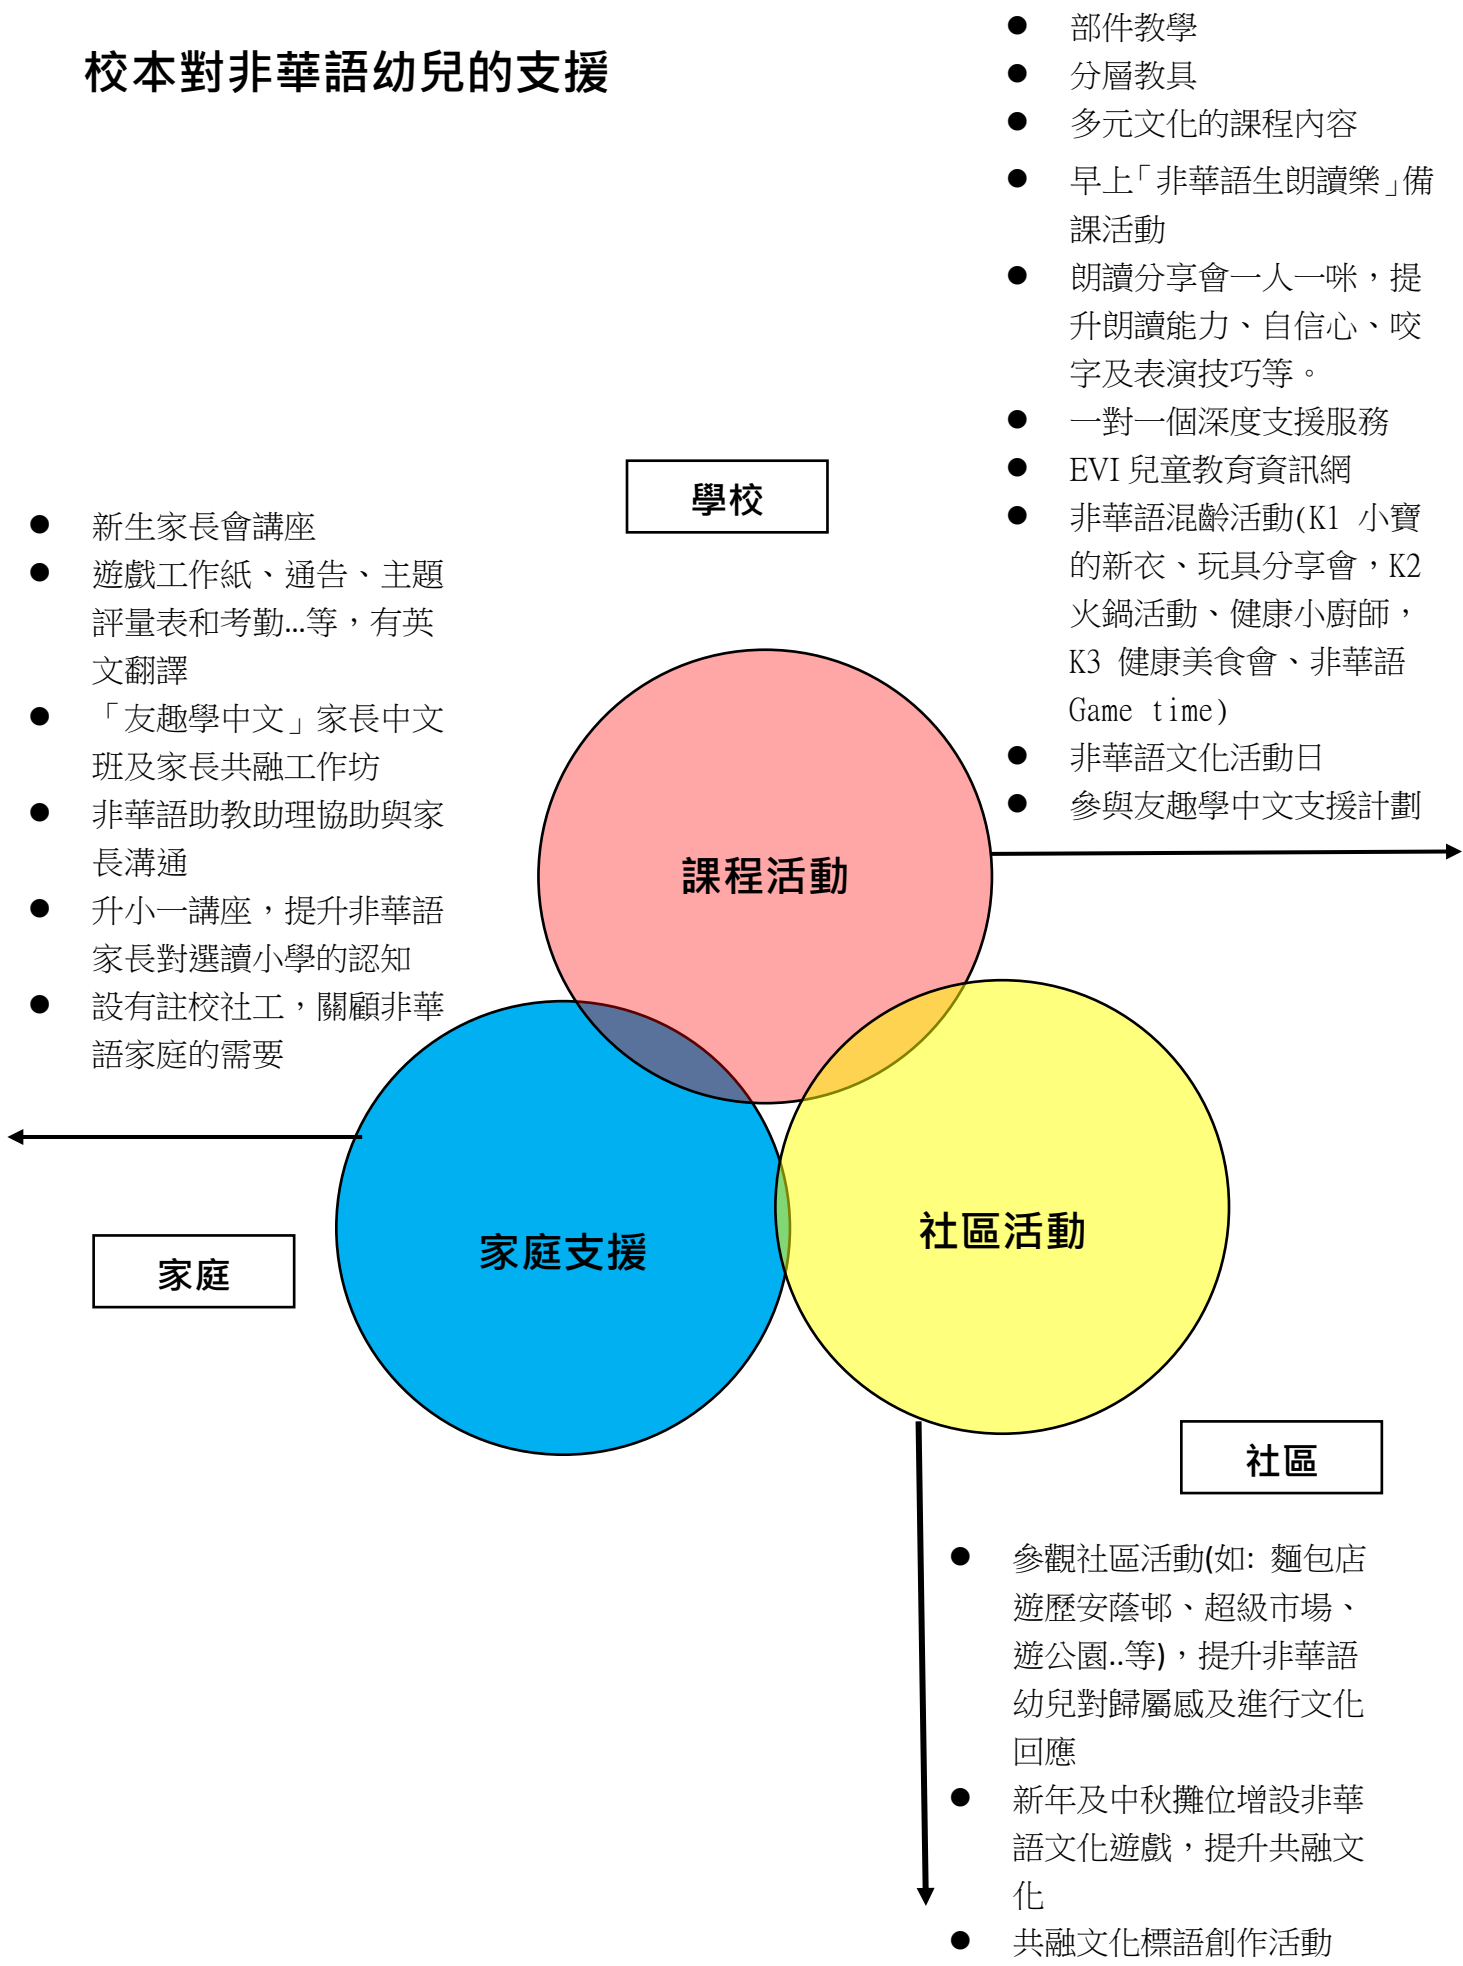 校本對非華語幼兒的支援
● 部件教學
● 分層教具
● 多元文化的課程內容
● 早上「非華語生朗讀樂」備
課活動
● 朗讀分享會一人一咪，提
升朗讀能力、自信心、咬
字及表演技巧等。
● 一對一個深度支援服務
● EVI 兒童教育資訊網
● 非華語混齡活動(K1 小寶
的新衣、玩具分享會，K2
火鍋活動、健康小廚師，
K3 健康美食會、非華語
Game time)
● 非華語文化活動日
● 參與友趣學中文支援計劃
學校
● 新生家長會講座
● 遊戲工作紙、通告、主題
評量表和考勤…等，有英
文翻譯
● 「友趣學中文」家長中文
班及家長共融工作坊
● 非華語助教助理協助與家
長溝通
● 升小一講座，提升非華語
家長對選讀小學的認知
● 設有註校社工，關顧非華
語家庭的需要
課程活動
家庭支援
社區活動
家庭
社區
● 參觀社區活動(如: 麵包店
遊歷安蔭邨、超級市場、
遊公園..等)，提升非華語
幼兒對歸屬感及進行文化
回應
● 新年及中秋攤位增設非華
語文化遊戲，提升共融文
化
● 共融文化標語創作活動